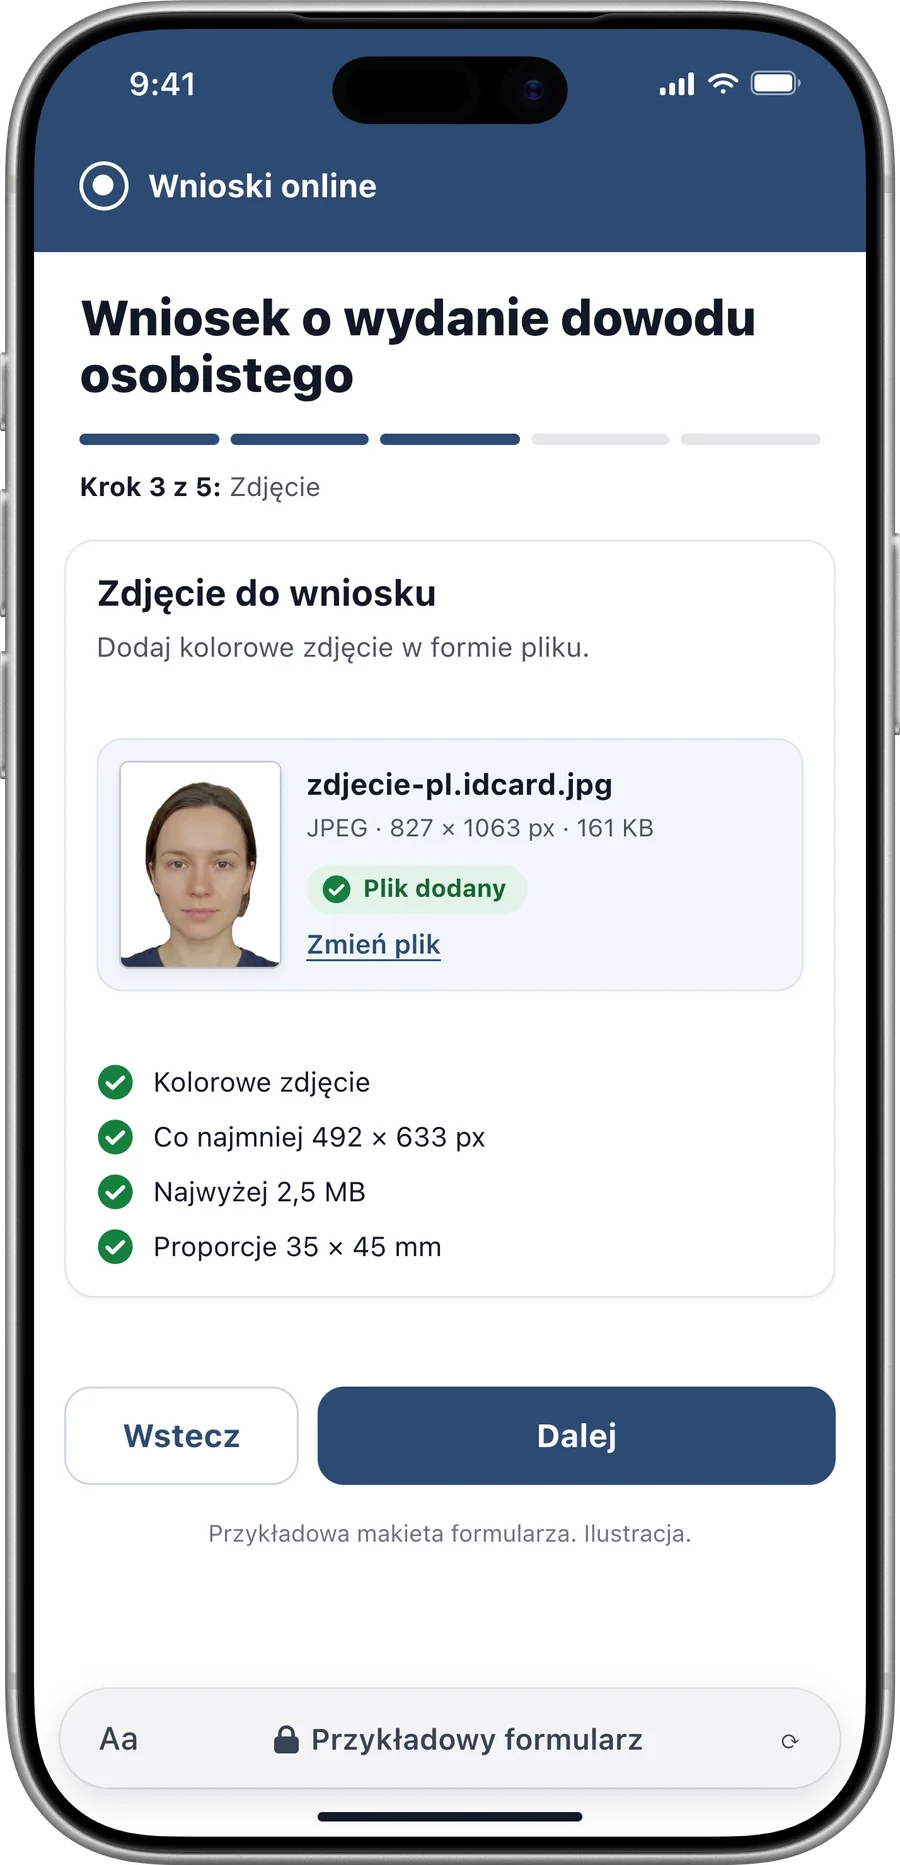 9:41
Wnioski online
Wniosek o wydanie dowodu
osobistego
Krok 3 z 5: Zdjęcie
Zdjęcie do wniosku
Dodaj kolorowe zdjęcie w formie pliku.
zdjecie-pl.idcard.jpg
JPEG · 827 × 1063 px · 161 KB
Plik dodany
Zmień plik
Kolorowe zdjęcie
Co najmniej 492 × 633 px
Najwyżej 2,5 MB
Proporcje 35 × 45 mm
Wstecz
Dalej
Przykładowa makieta formularza. Ilustracja.
Aa
Przykładowy formularz